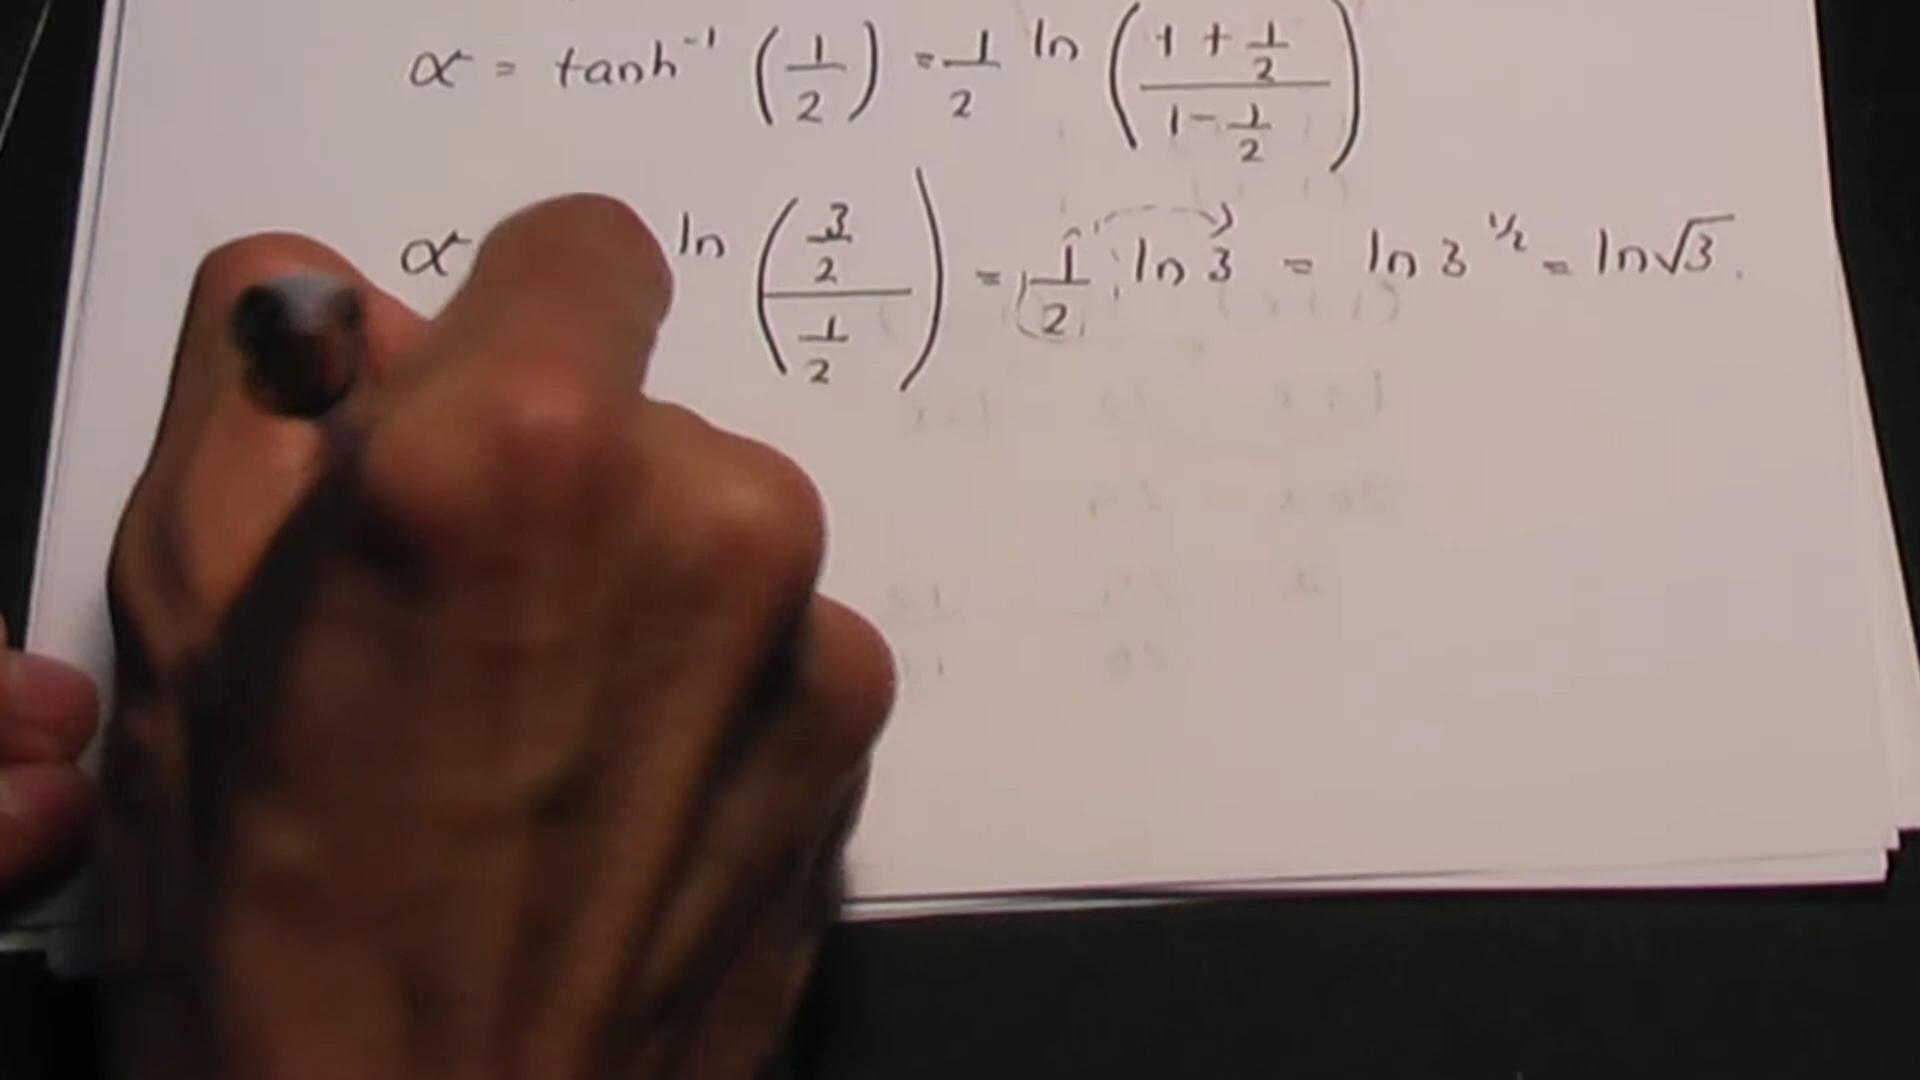 α = tanh⁻¹ (1/2) = 1/2 ln ((1 + 1/2)/(1 - 1/2))
α ln ((3/2)/(1/2)) = 1/2 ln 3 = ln 3^(1/2) = ln √3.